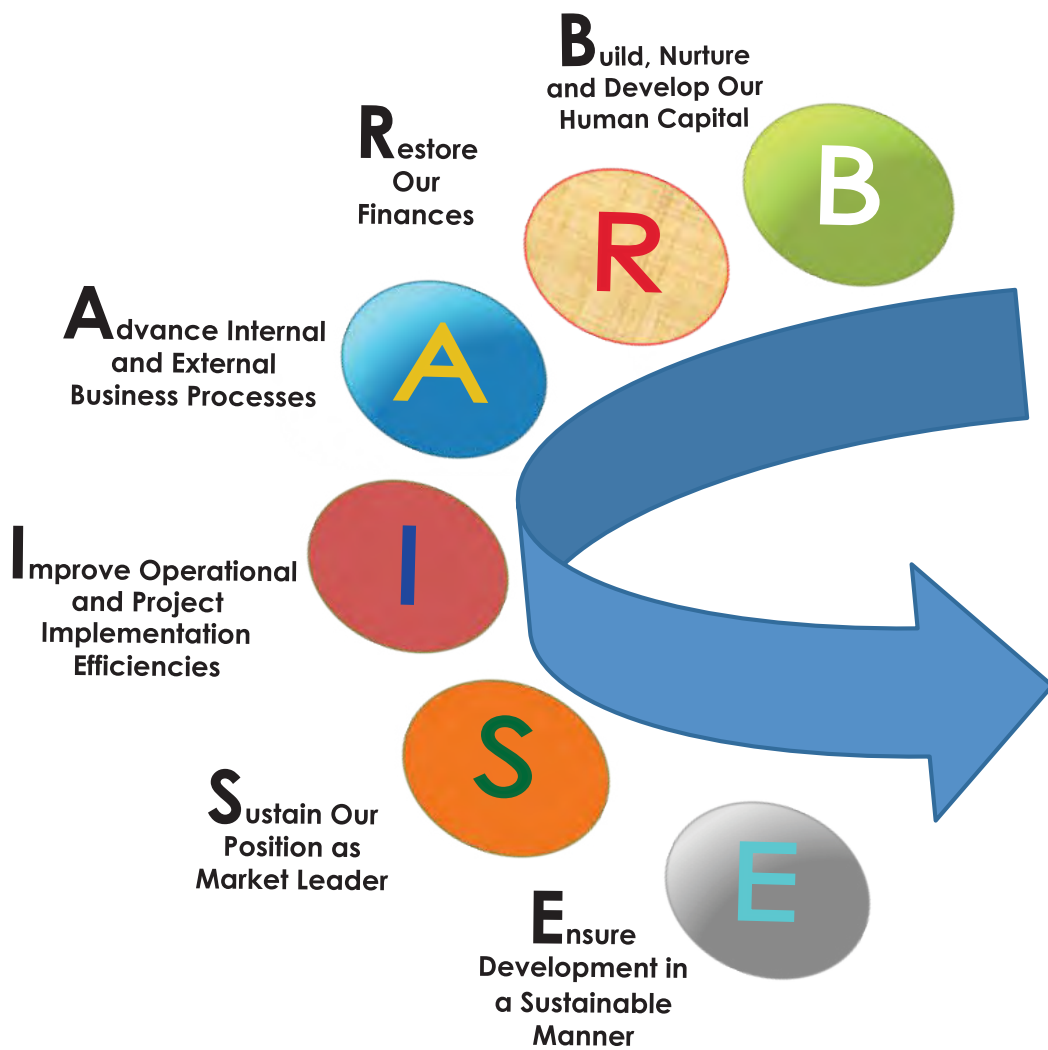 Build, Nurture
and Develop Our
Human Capital
B
Restore
Our
Finances
R
Advance Internal
and External
Business Processes
A
Improve Operational
and Project
Implementation
Efficiencies
I
Sustain Our
Position as
Market Leader
S
Ensure
Development in
a Sustainable
Manner
E